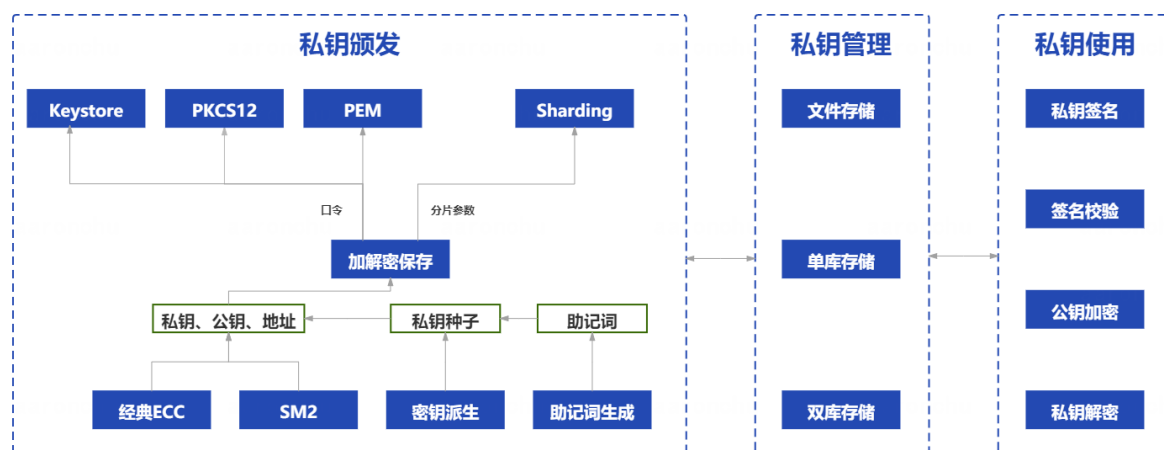 私钥颁发
私钥管理
私钥使用
Keystore
PKCS12
PEM
Sharding
文件存储
私钥签名
口令
分片参数
签名校验
加解密保存
单库存储
私钥、公钥、地址
私钥种子
助记词
公钥加密
经典ECC
SM2
密钥派生
助记词生成
双库存储
私钥解密